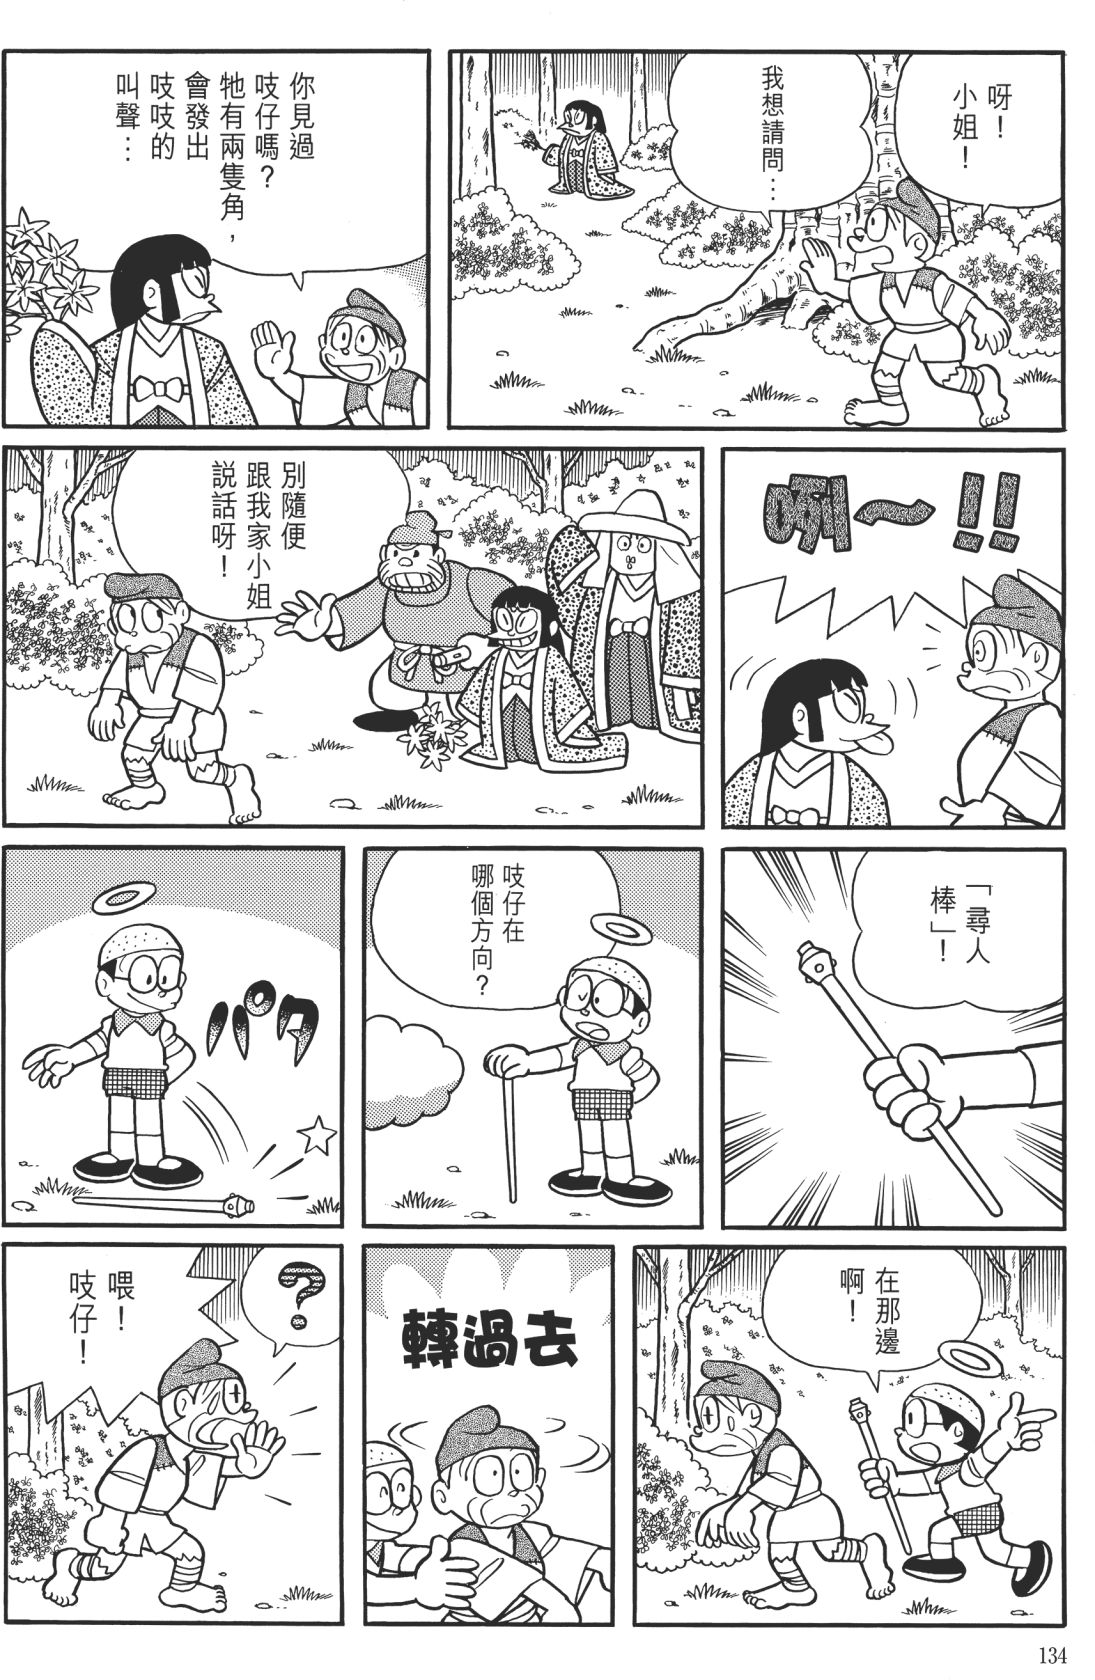 呀！
小姐！
我想請問…
你見過
吱仔嗎？
牠有兩隻角，
會發出
吱吱的
叫聲…
咧～!!
別隨便
跟我家小姐
説話呀！
「尋人
棒」！
吱仔在
哪個方向？
パタ
在那邊
啊！
轉過去
?
喂！
吱仔！
134